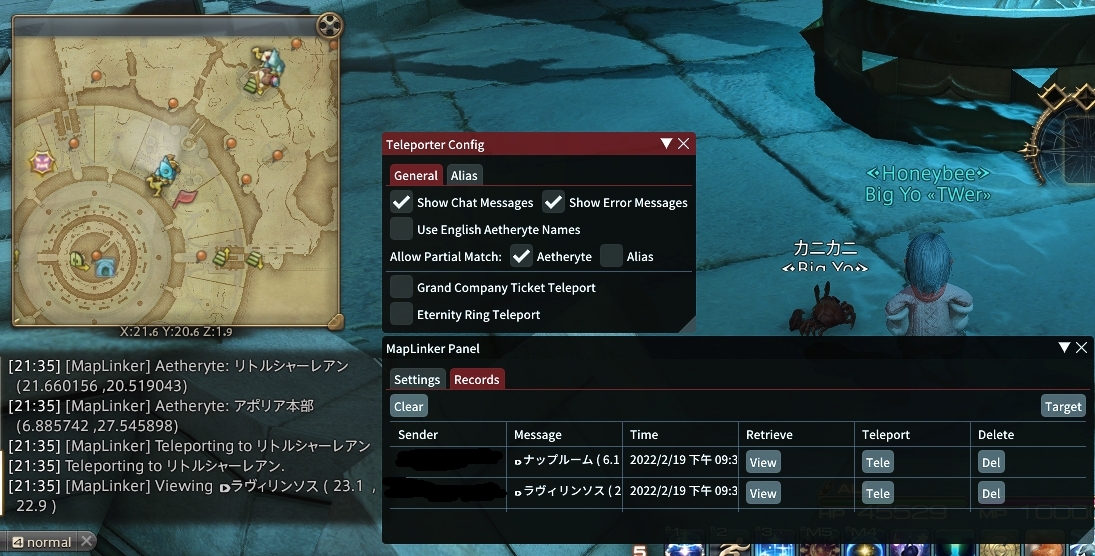 X:21.6 Y:20.6 Z:1.9
[21:35] [MapLinker] Aetheryte: リトルシャーレアン
(21.660156 ,20.519043)
[21:35] [MapLinker] Aetheryte: アポリア本部
(6.885742 ,27.545898)
[21:35] [MapLinker] Teleporting to リトルシャーレアン
[21:35] Teleporting to リトルシャーレアン.
[21:35] [MapLinker] Viewing ラヴィリンソス ( 23.1 ,
22.9 )
4 normal
Teleporter Config
General Alias
Show Chat Messages Show Error Messages
Use English Aetheryte Names
Allow Partial Match: Aetheryte Alias
Grand Company Ticket Teleport
Eternity Ring Teleport
«Honeybee»
Big Yo «TWer»
カニカニ
«Big Yo»
MapLinker Panel
Settings Records
Clear Target
Sender Message Time Retrieve Teleport Delete
ナップルーム ( 6.1 2022/2/19 下午 09:3 View Tele Del
ラヴィリンソス ( 2 2022/2/19 下午 09:3 View Tele Del
HP 45529 MP 1000